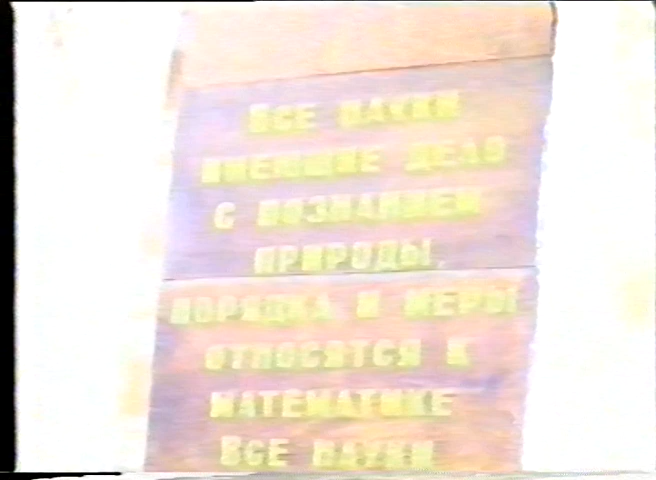 Все науки
имеющие дело
с познанием
природы,
порядка и меры
относятся к
математике
Все науки